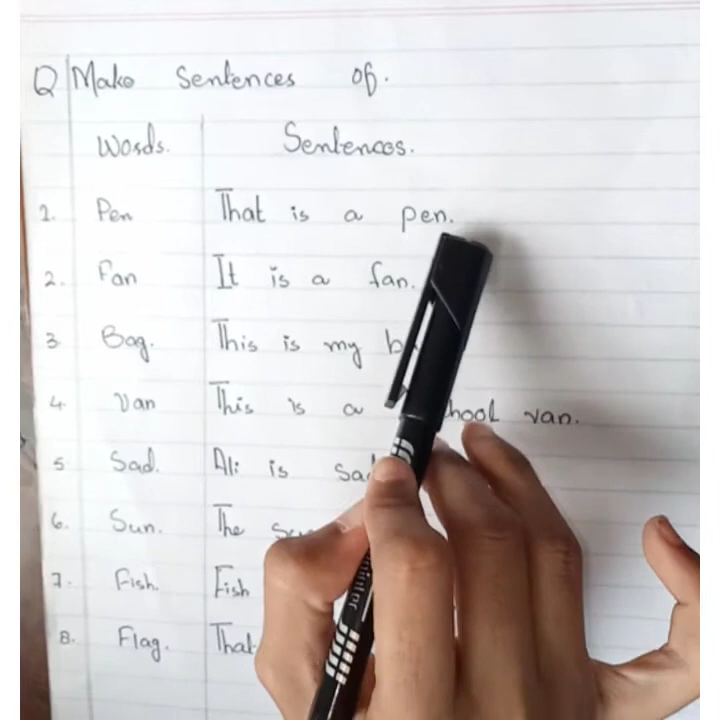 Q Make Sentences of.
Words. Sentences.
1. Pen That is a pen.
2. Fan It is a fan.
3 Bag. This is my
4. Van This is a van.
5 Sad. Ali is
6. Sun. The
7. Fish. Fish
8. Flag. That